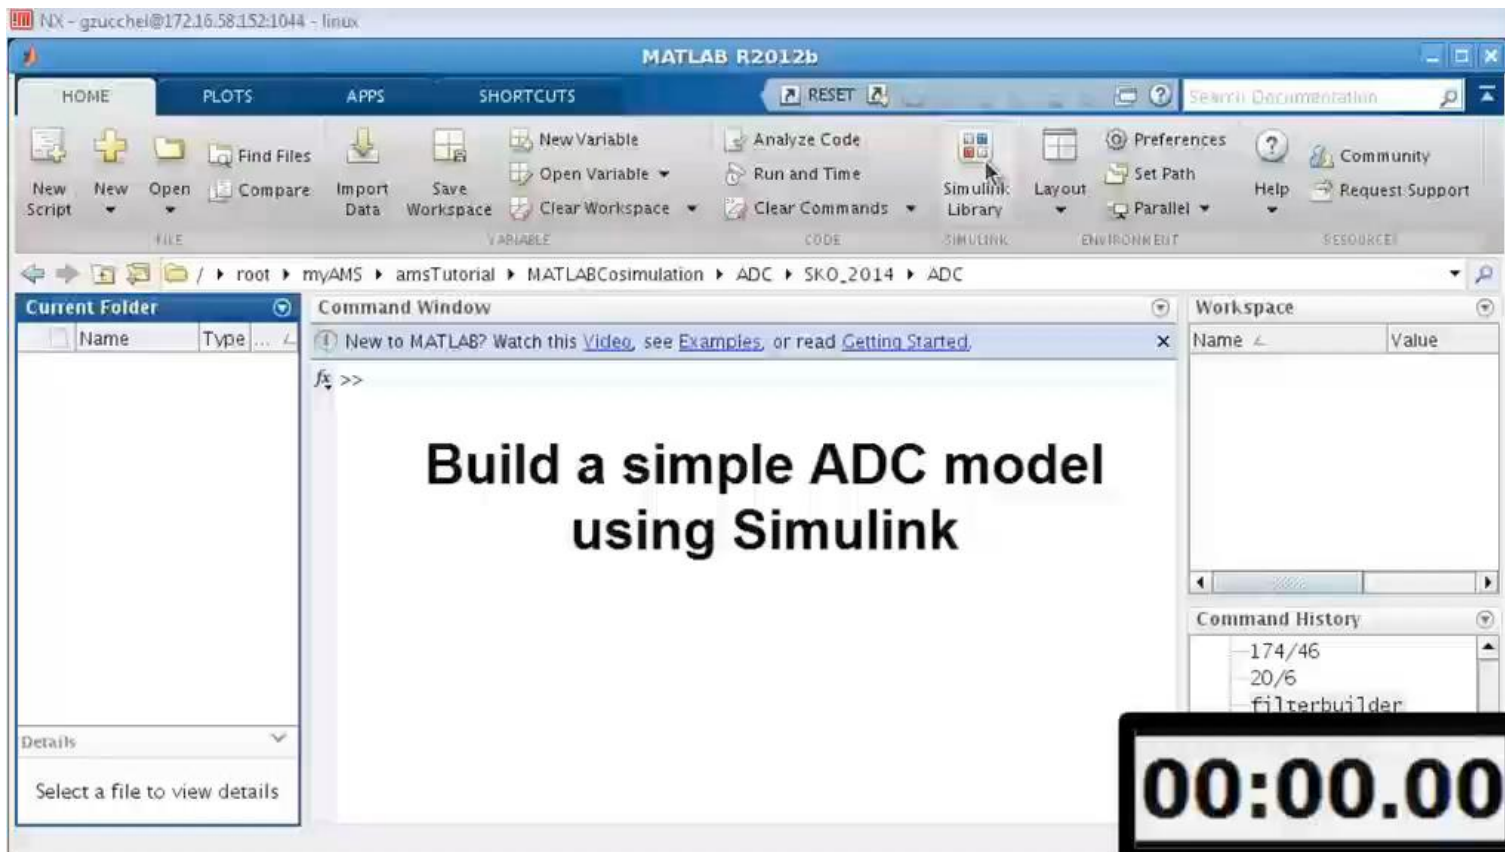 NX - gzucchel@172.16.58.152:1044 - linux
MATLAB R2012b
HOME PLOTS APPS SHORTCUTS RESET Search Documentation
New Script
New
Open
Find Files
Compare
FILE
Import Data
Save Workspace
New Variable
Open Variable
Clear Workspace
VARIABLE
Analyze Code
Run and Time
Clear Commands
CODE
Simulink Library
SIMULINK
Layout
Preferences
Set Path
Parallel
ENVIRONMENT
Help
Community
Request Support
RESOURCES
/ root myAMS amsTutorial MATLABCosimulation ADC SKO_2014 ADC
Current Folder
Name Type ...
Details
Select a file to view details
Command Window
New to MATLAB? Watch this Video, see Examples, or read Getting Started.
fx >>
Build a simple ADC model
using Simulink
Workspace
Name Value
Command History
174/46
20/6
filterbuilder
00:00.00